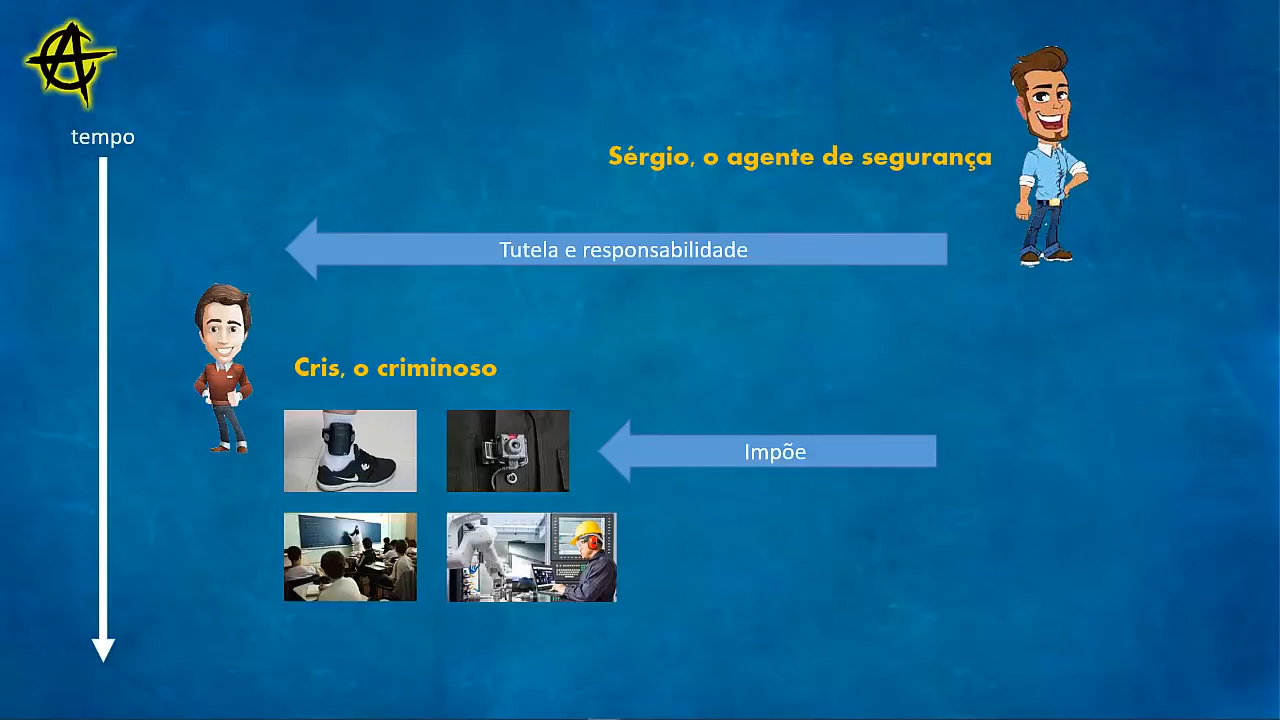 tempo
Sérgio, o agente de segurança
Tutela e responsabilidade
Cris, o criminoso
Impõe